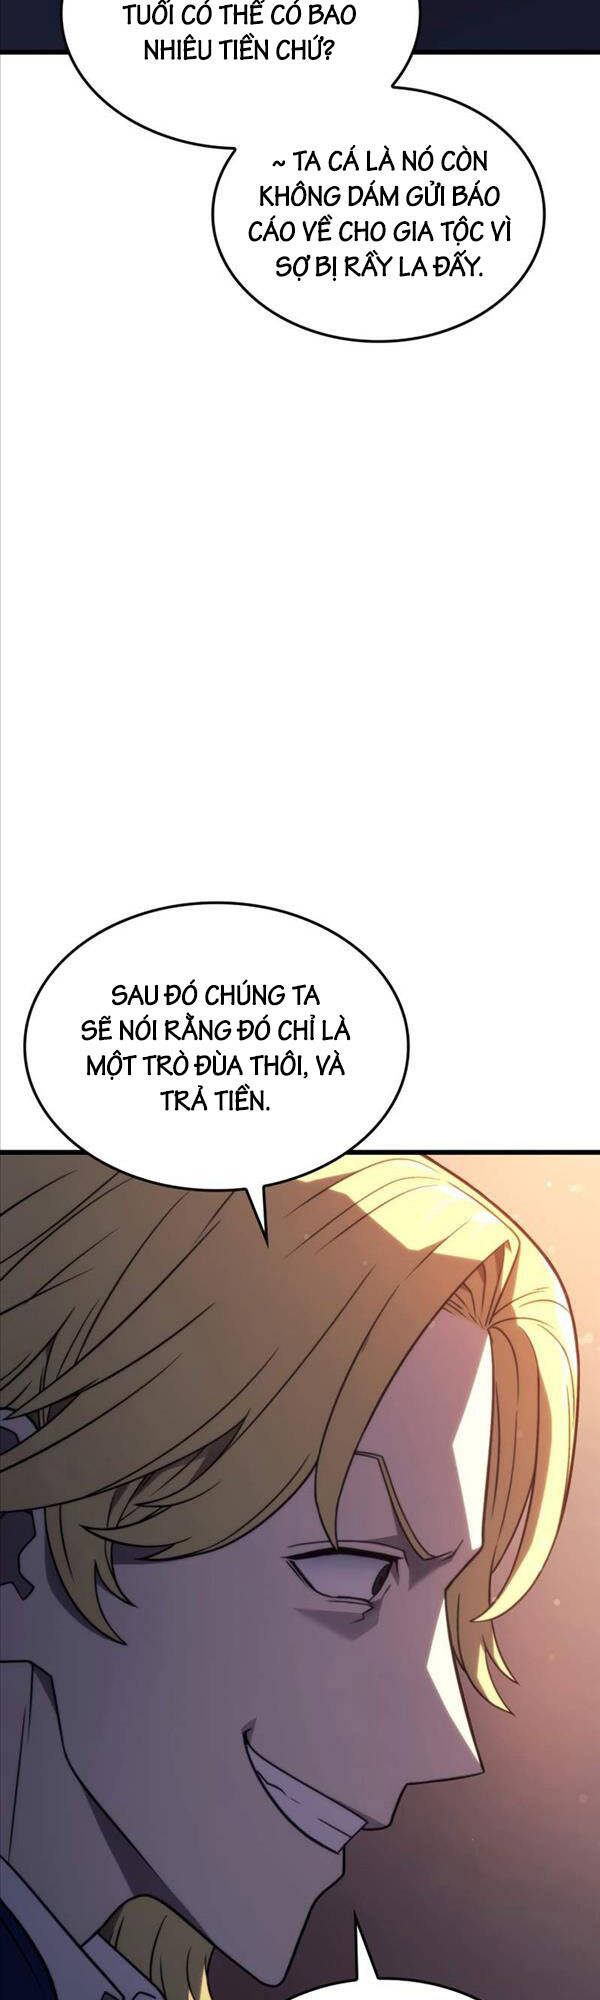 TUỔI CÓ THỂ CÓ BAO
NHIÊU TIỀN CHỨ?
~ TA CÁ LÀ NÓ CÒN
KHÔNG DÁM GỬI BÁO
CÁO VỀ CHO GIA TỘC VÌ
SỢ BỊ RẦY LA ĐẤY.
SAU ĐÓ CHÚNG TA
SẼ NÓI RẰNG ĐÓ CHỈ LÀ
MỘT TRÒ ĐÙA THÔI, VÀ
TRẢ TIỀN.